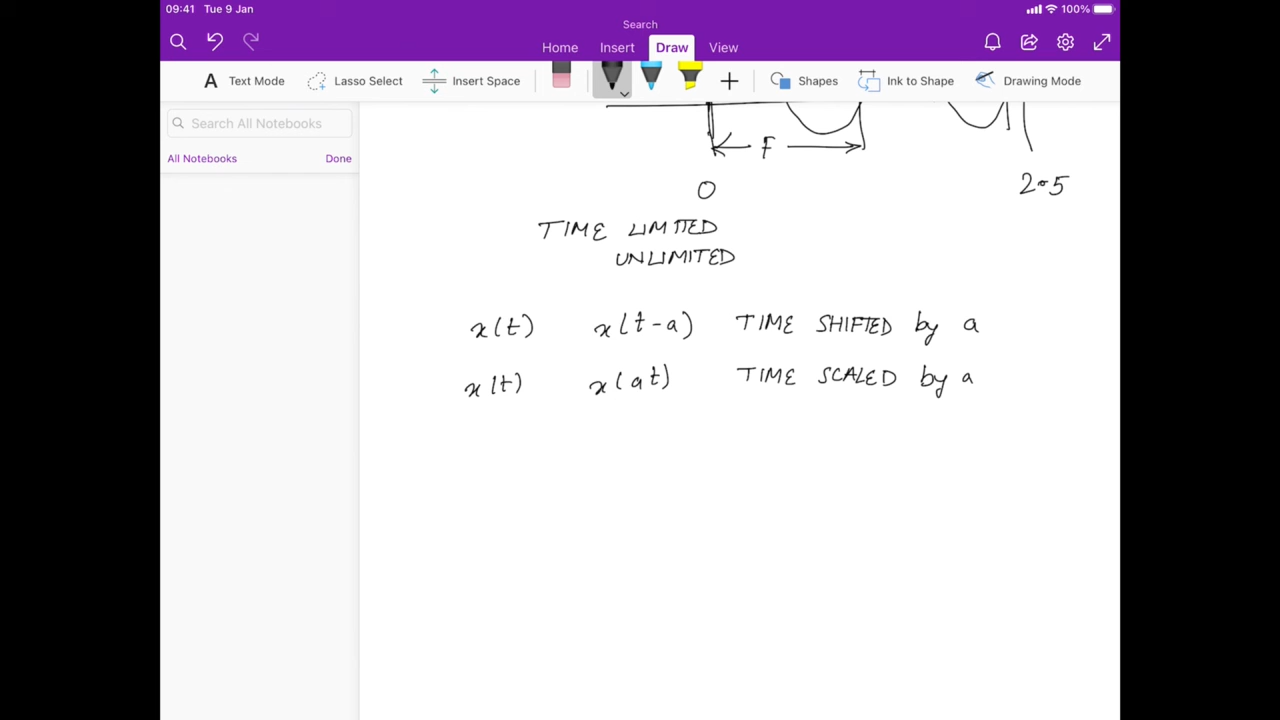 09:41 Tue 9 Jan
100%
Search
Home Insert Draw View
Text Mode Lasso Select Insert Space Shapes Ink to Shape Drawing Mode
Search All Notebooks
All Notebooks Done
F
0
2.5
TIME LIMITED
UNLIMITED
x(t) x(t-a) TIME SHIFTED by a
x(t) x(at) TIME SCALED by a